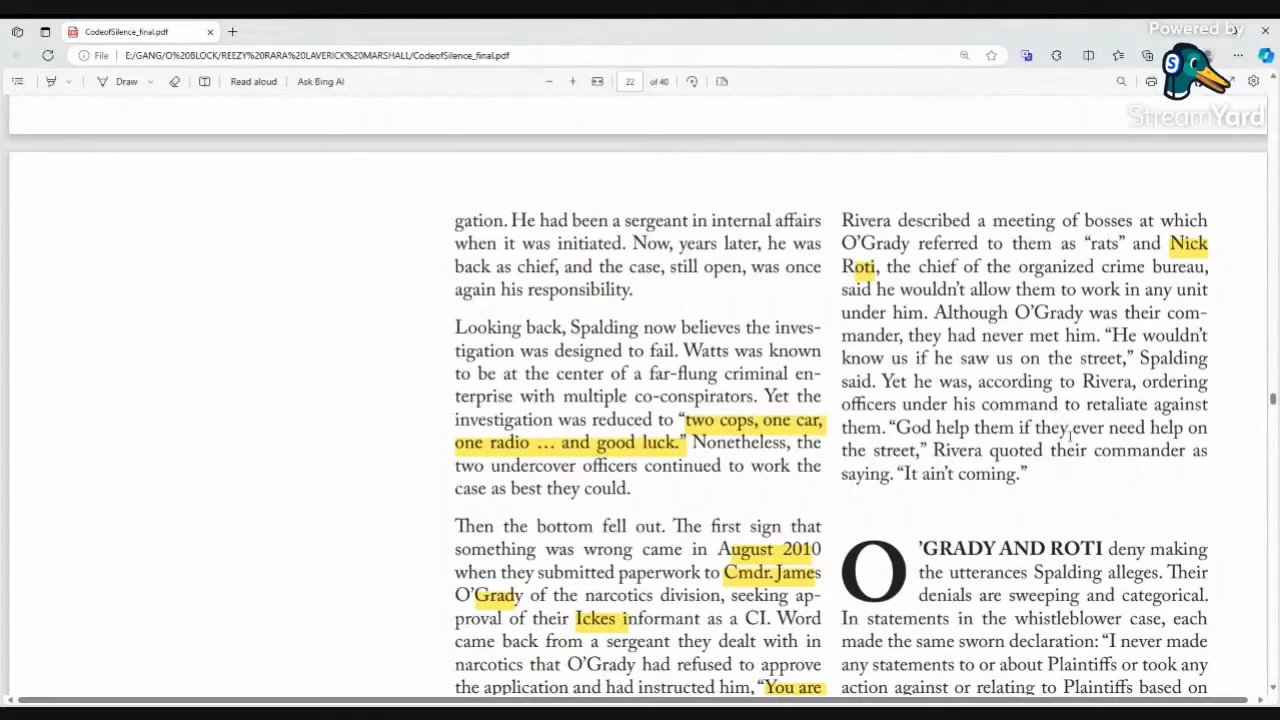 Powered by
CodeofSilence_final.pdf
File
E:/GANG/O%20BLOCK/REEZY%20RARA%20LAVERICK%20MARSHALL/CodeofSilence_final.pdf
Draw
Read aloud
Ask Bing AI
22 of 40
StreamYard
gation. He had been a sergeant in internal affairs
when it was initiated. Now, years later, he was
back as chief, and the case, still open, was once
again his responsibility.
Looking back, Spalding now believes the inves-
tigation was designed to fail. Watts was known
to be at the center of a far-flung criminal en-
terprise with multiple co-conspirators. Yet the
investigation was reduced to “two cops, one car,
one radio … and good luck.” Nonetheless, the
two undercover officers continued to work the
case as best they could.
Then the bottom fell out. The first sign that
something was wrong came in August 2010
when they submitted paperwork to Cmdr. James
O’Grady of the narcotics division, seeking ap-
proval of their Ickes informant as a CI. Word
came back from a sergeant they dealt with in
narcotics that O’Grady had refused to approve
the application and had instructed him, “You are
Rivera described a meeting of bosses at which
O’Grady referred to them as “rats” and Nick
Roti, the chief of the organized crime bureau,
said he wouldn’t allow them to work in any unit
under him. Although O’Grady was their com-
mander, they had never met him. “He wouldn’t
know us if he saw us on the street,” Spalding
said. Yet he was, according to Rivera, ordering
officers under his command to retaliate against
them. “God help them if they ever need help on
the street,” Rivera quoted their commander as
saying. “It ain’t coming.”
O’GRADY AND ROTI deny making
the utterances Spalding alleges. Their
denials are sweeping and categorical.
In statements in the whistleblower case, each
made the same sworn declaration: “I never made
any statements to or about Plaintiffs or took any
action against or relating to Plaintiffs based on